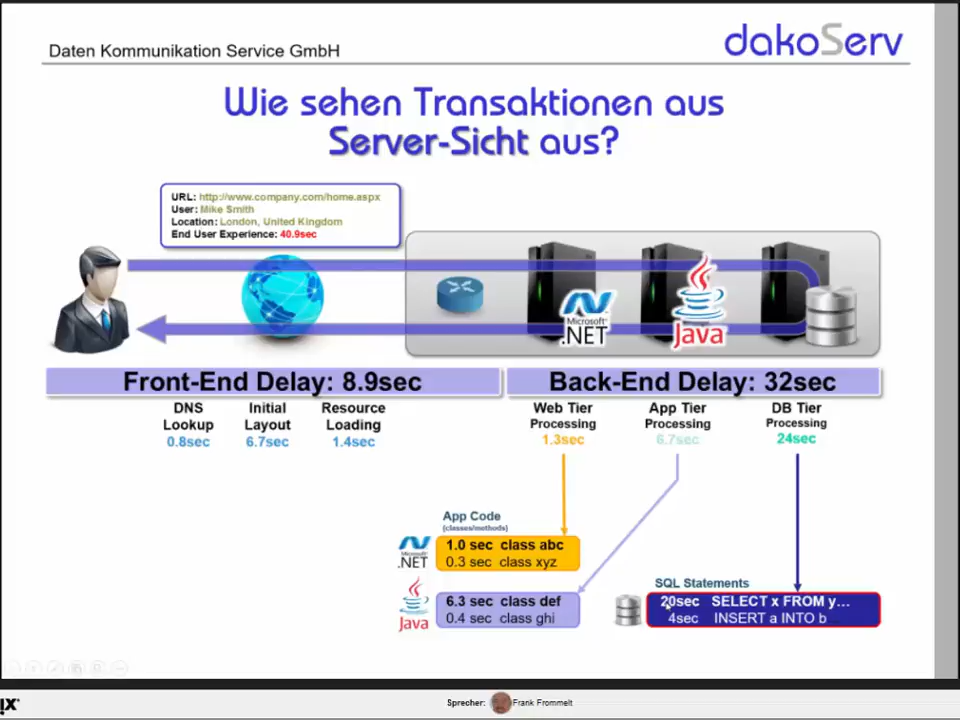 Daten Kommunikation Service GmbH
dakoServ
Wie sehen Transaktionen aus
Server-Sicht aus?
URL: http://www.company.com/home.aspx
User: Mike Smith
Location: London, United Kingdom
End User Experience: 40.9sec
Microsoft®
.NET
Java
Front-End Delay: 8.9sec
Back-End Delay: 32sec
DNS
Lookup
0.8sec
Initial
Layout
6.7sec
Resource
Loading
1.4sec
Web Tier
Processing
1.3sec
App Tier
Processing
6.7sec
DB Tier
Processing
24sec
App Code
(classes/methods)
Microsoft®
.NET
1.0 sec class abc
0.3 sec class xyz
Java
6.3 sec class def
0.4 sec class ghi
SQL Statements
20sec SELECT x FROM y...
4sec INSERT a INTO b
Sprecher: Frank Frommelt